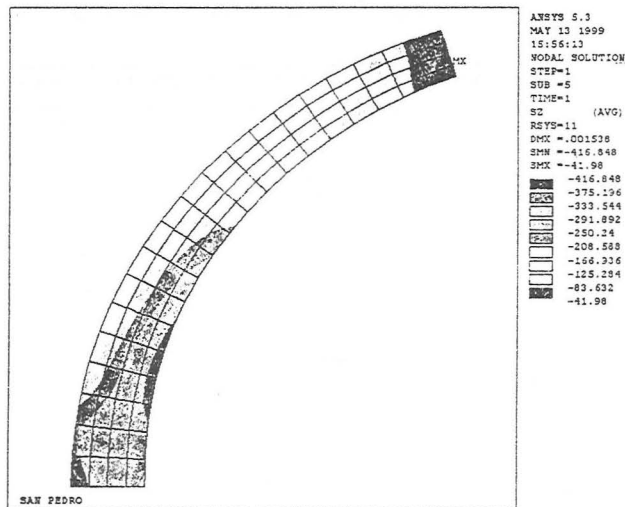 ANSYS 5.3
MAY 13 1999
15:56:13
NODAL SOLUTION
STEP=1
SUB =5
TIME=1
SZ (AVG)
RSYS=11
DMX =.001538
SMN =-416.848
SMX =-41.98
-416.848
-375.196
-333.544
-291.892
-250.24
-208.588
-166.936
-125.284
-83.632
-41.98
MX
SAN PEDRO